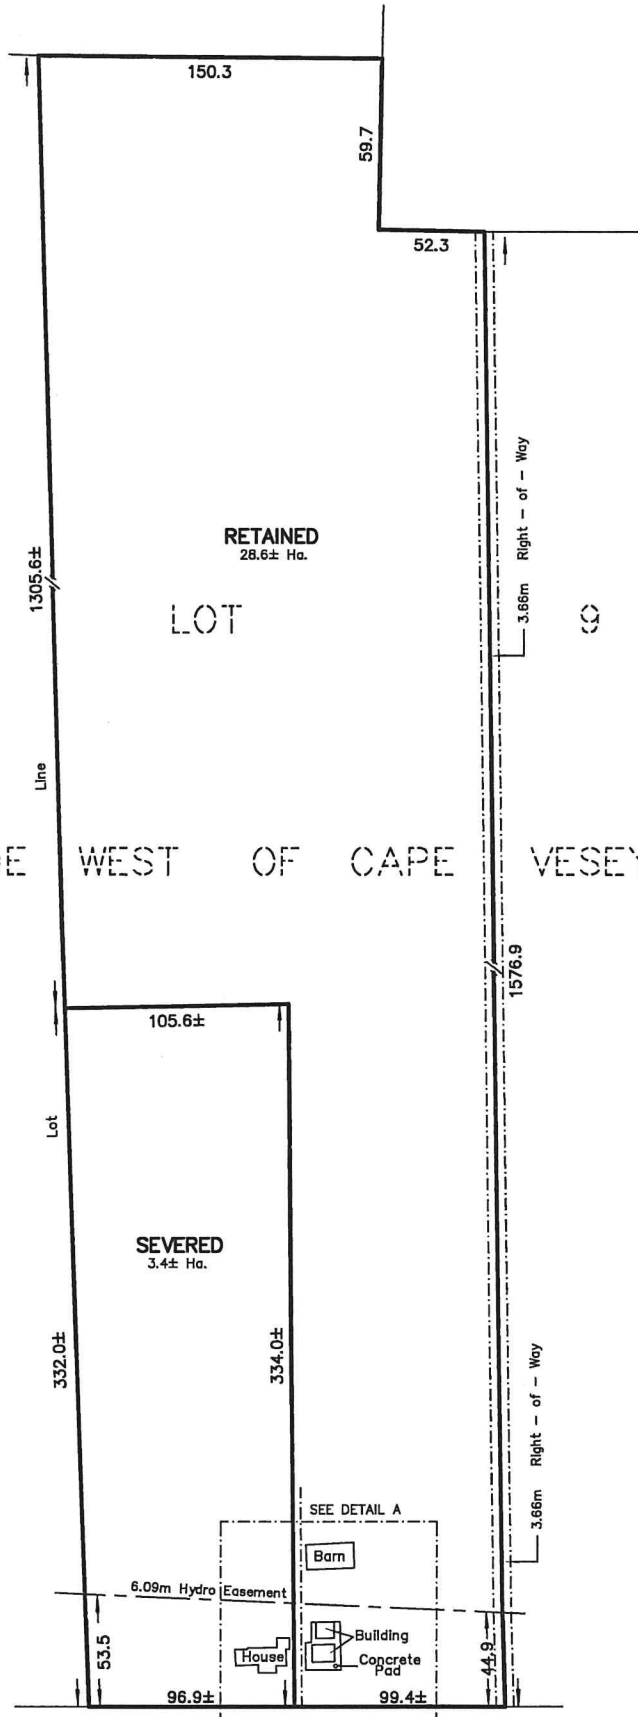 150.3
59.7
52.3
3.66m Right - of - Way
RETAINED
28.6± Ha.
1305.6±
LOT 9
Line
WEST OF CAPE VESEY
1576.9
105.6±
Lot
SEVERED
3.4± Ha.
332.0±
334.0±
3.66m Right - of - Way
SEE DETAIL A
Barn
6.09m Hydro Easement
Building
House
Concrete
Pad
53.5
44.9
96.9±
99.4±